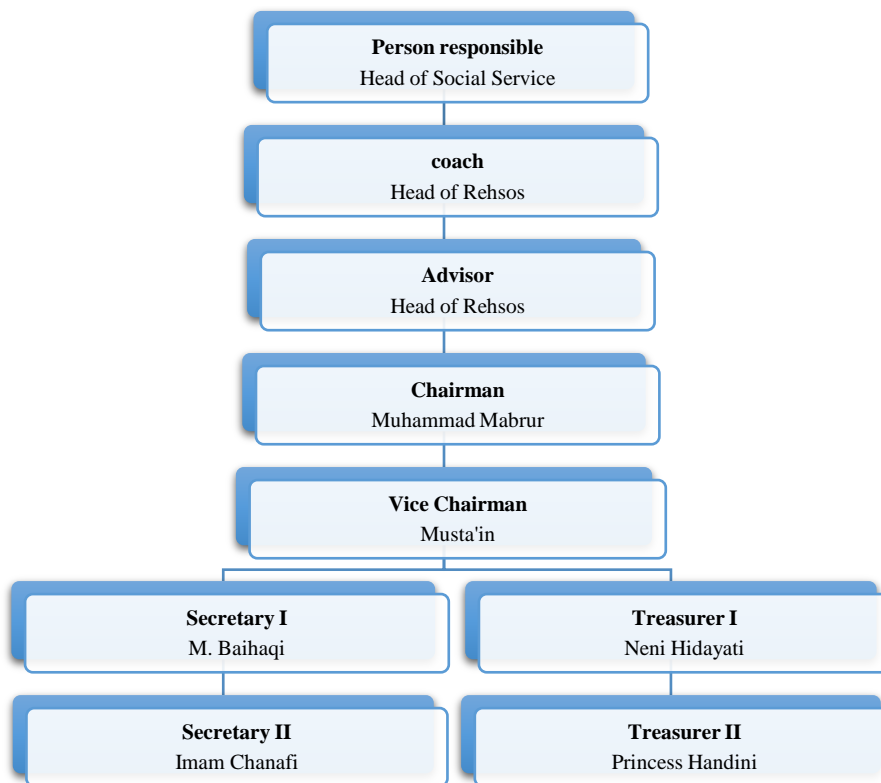 Person responsible
Head of Social Service
coach
Head of Rehsos
Advisor
Head of Rehsos
Chairman
Muhammad Mabrur
Vice Chairman
Musta'in
Secretary I
M. Baihaqi
Treasurer I
Neni Hidayati
Secretary II
Imam Chanafi
Treasurer II
Princess Handini